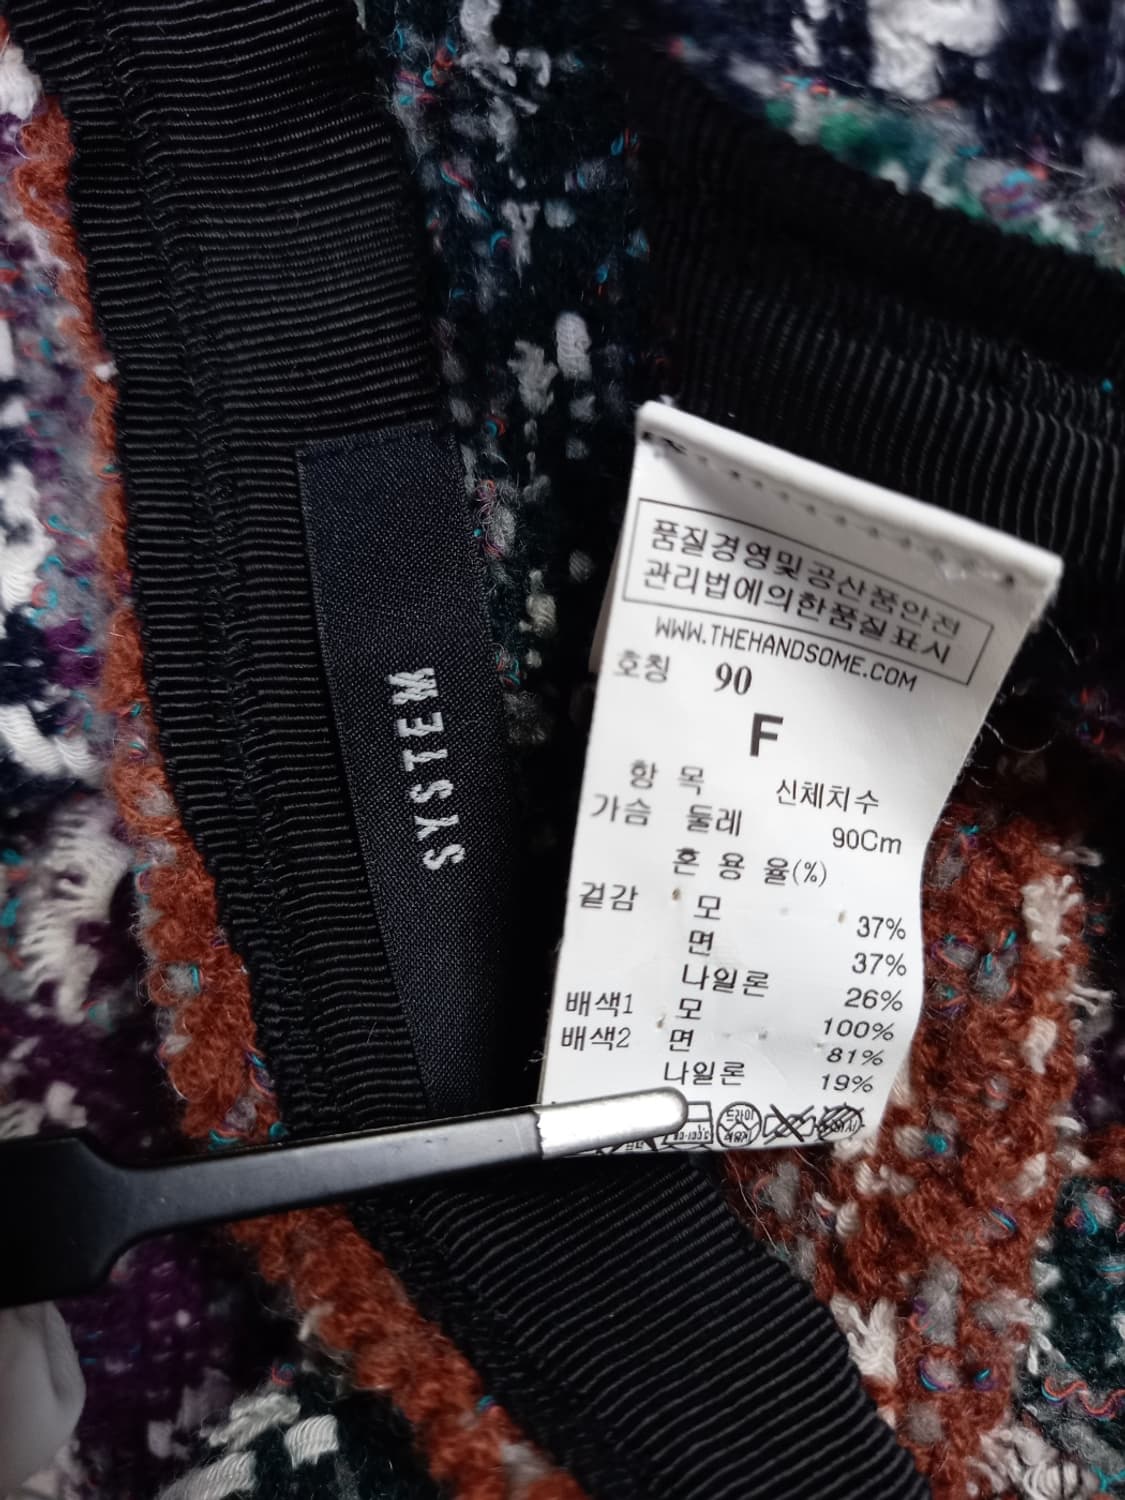 SYSTEM
품질경영및공산품안전
관리법에의한품질표시
WWW.THEHANDSOME.COM
호칭 90
F
항 목 신체치수
가슴 둘레 90Cm
혼 용 율(%)
겉감 모 37%
면 37%
나일론 26%
배색1 모 100%
배색2 면 81%
나일론 19%
드라이